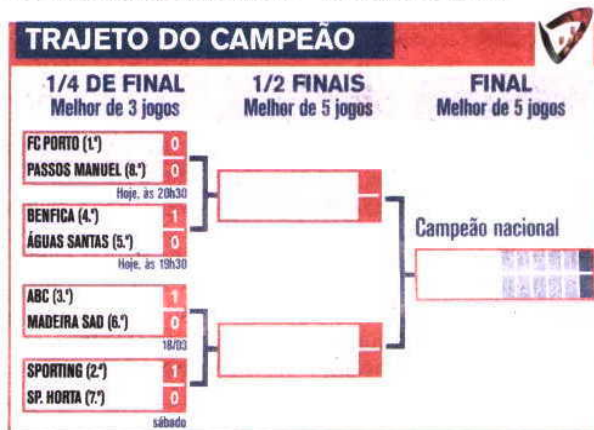 TRAJETO DO CAMPEÃO
1/4 DE FINAL
Melhor de 3 jogos
1/2 FINAIS
Melhor de 5 jogos
FINAL
Melhor de 5 jogos
FC PORTO (1.º) 0
PASSOS MANUEL (8.º) 0
Hoje, às 20h30
BENFICA (4.º) 1
ÁGUAS SANTAS (5.º) 0
Hoje, às 19h30
ABC (3.º) 1
MADEIRA SAD (6.º) 0
18/03
SPORTING (2.º) 1
SP. HORTA (7.º) 0
sábado
Campeão nacional